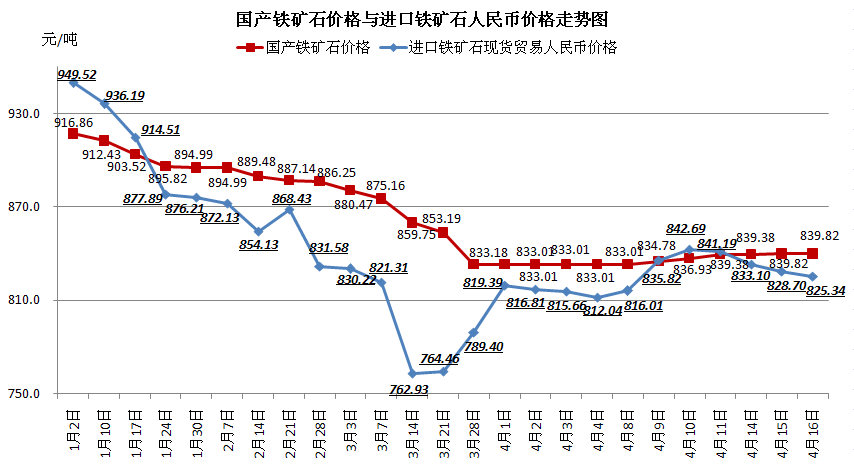 国产铁矿石价格与进口铁矿石人民币价格走势图
元/吨
国产铁矿石价格 进口铁矿石现货贸易人民币价格
930.0
870.0
810.0
750.0
949.52
936.19
916.86
914.51
912.43
903.52
895.82
894.99
894.99
889.48
887.14
886.25
880.47
875.16
859.75
853.19
833.18
833.01
833.01
833.01
833.01
833.01
834.78
836.93
839.38
839.38
839.82
839.82
877.89
876.21
872.13
854.13
868.43
831.58
830.22
821.31
762.93
764.46
789.40
819.39
816.81
815.66
812.04
816.01
835.82
842.69
841.19
833.10
828.70
825.34
1月2日
1月10日
1月17日
1月24日
1月30日
2月7日
2月14日
2月21日
2月28日
3月3日
3月7日
3月14日
3月21日
3月28日
4月1日
4月2日
4月3日
4月4日
4月8日
4月9日
4月10日
4月11日
4月14日
4月15日
4月16日